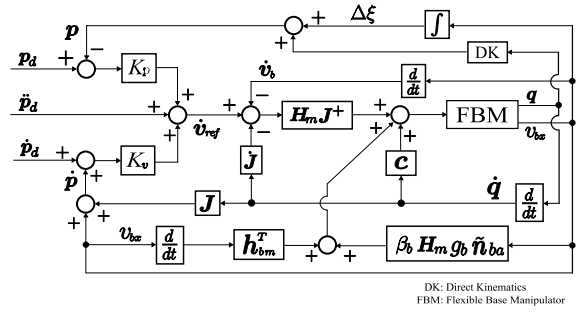 p Δξ ∫
p_d K_p DK
v̇_b d/dt
p̈_d v̇_ref H_m J^+ FBM q v_bx
ṗ_d K_v J̇ c
ṗ J q̇ d/dt
v_bx d/dt h_bm^T β_b H_m g_b ñ_ba
DK: Direct Kinematics
FBM: Flexible Base Manipulator